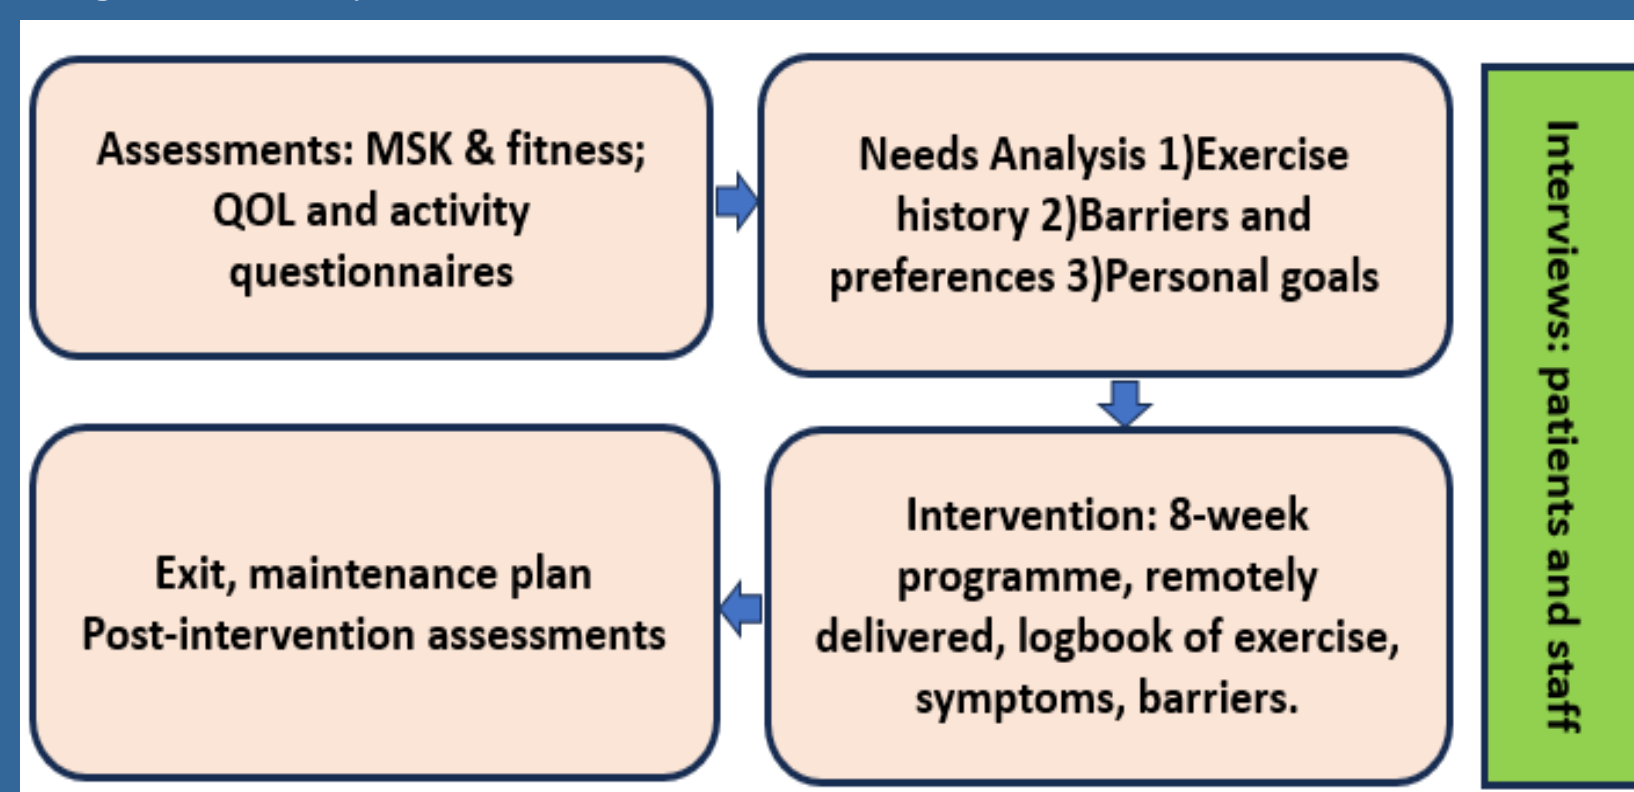 Assessments: MSK & fitness;
QOL and activity
questionnaires
Needs Analysis 1)Exercise
history 2)Barriers and
preferences 3)Personal goals
Intervention: 8-week
programme, remotely
delivered, logbook of exercise,
symptoms, barriers.
Exit, maintenance plan
Post-intervention assessments
Interviews: patients and staff